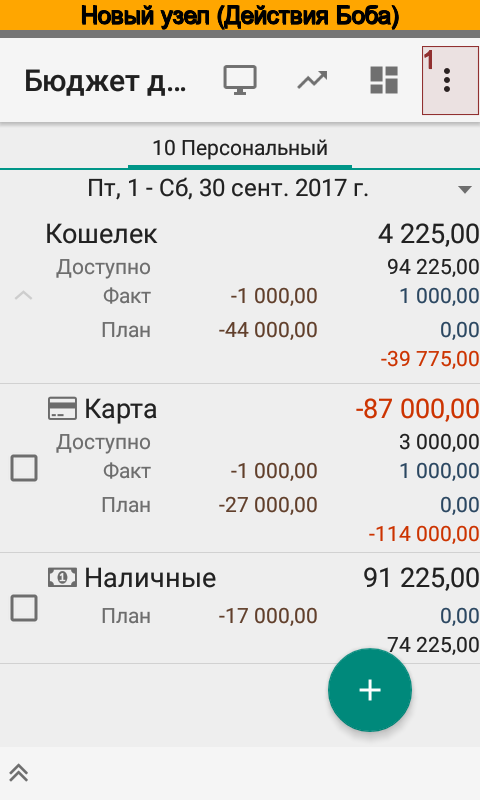 Новый узел (Действия Боба)
Бюджет д...
1
10 Персональный
Пт, 1 - Сб, 30 сент. 2017 г.
Кошелек 4 225,00
Доступно 94 225,00
Факт -1 000,00 1 000,00
План -44 000,00 0,00
-39 775,00
Карта -87 000,00
Доступно 3 000,00
Факт -1 000,00 1 000,00
План -27 000,00 0,00
-114 000,00
Наличные 91 225,00
План -17 000,00 0,00
74 225,00